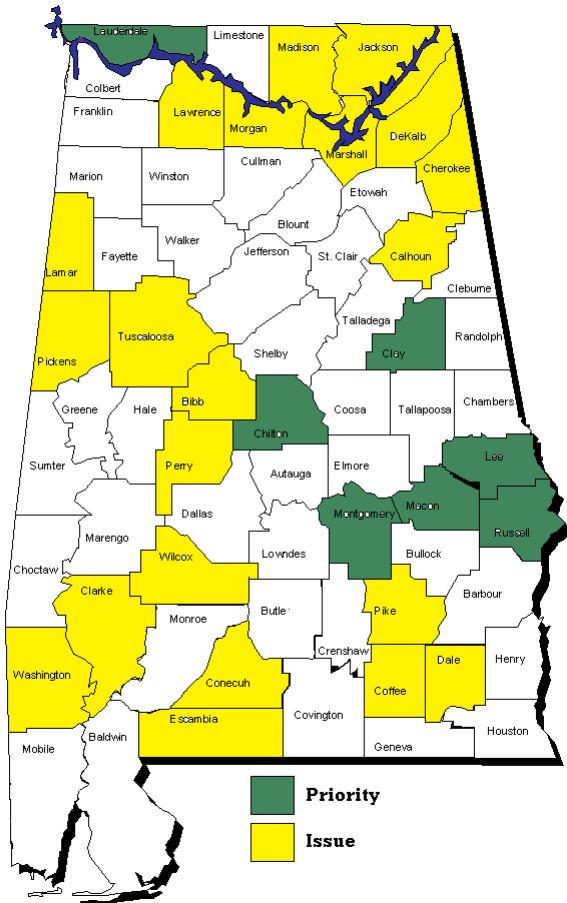 Lauderdale
Limestone
Madison
Jackson
Colbert
Franklin
Lawrence
Morgan
Marshall
DeKalb
Cherokee
Marion
Winston
Cullman
Etowah
Blount
Lamar
Fayette
Walker
Jefferson
St. Clair
Calhoun
Cleburne
Pickens
Tuscaloosa
Shelby
Talladega
Clay
Randolph
Greene
Hale
Bibb
Chilton
Coosa
Tallapoosa
Chambers
Sumter
Perry
Autauga
Elmore
Lee
Marengo
Dallas
Montgomery
Macon
Russell
Choctaw
Wilcox
Lowndes
Bullock
Clarke
Monroe
Butle
Crenshaw
Pike
Barbour
Washington
Conecuh
Coffee
Dale
Henry
Mobile
Baldwin
Escambia
Covington
Geneva
Houston
Priority
Issue